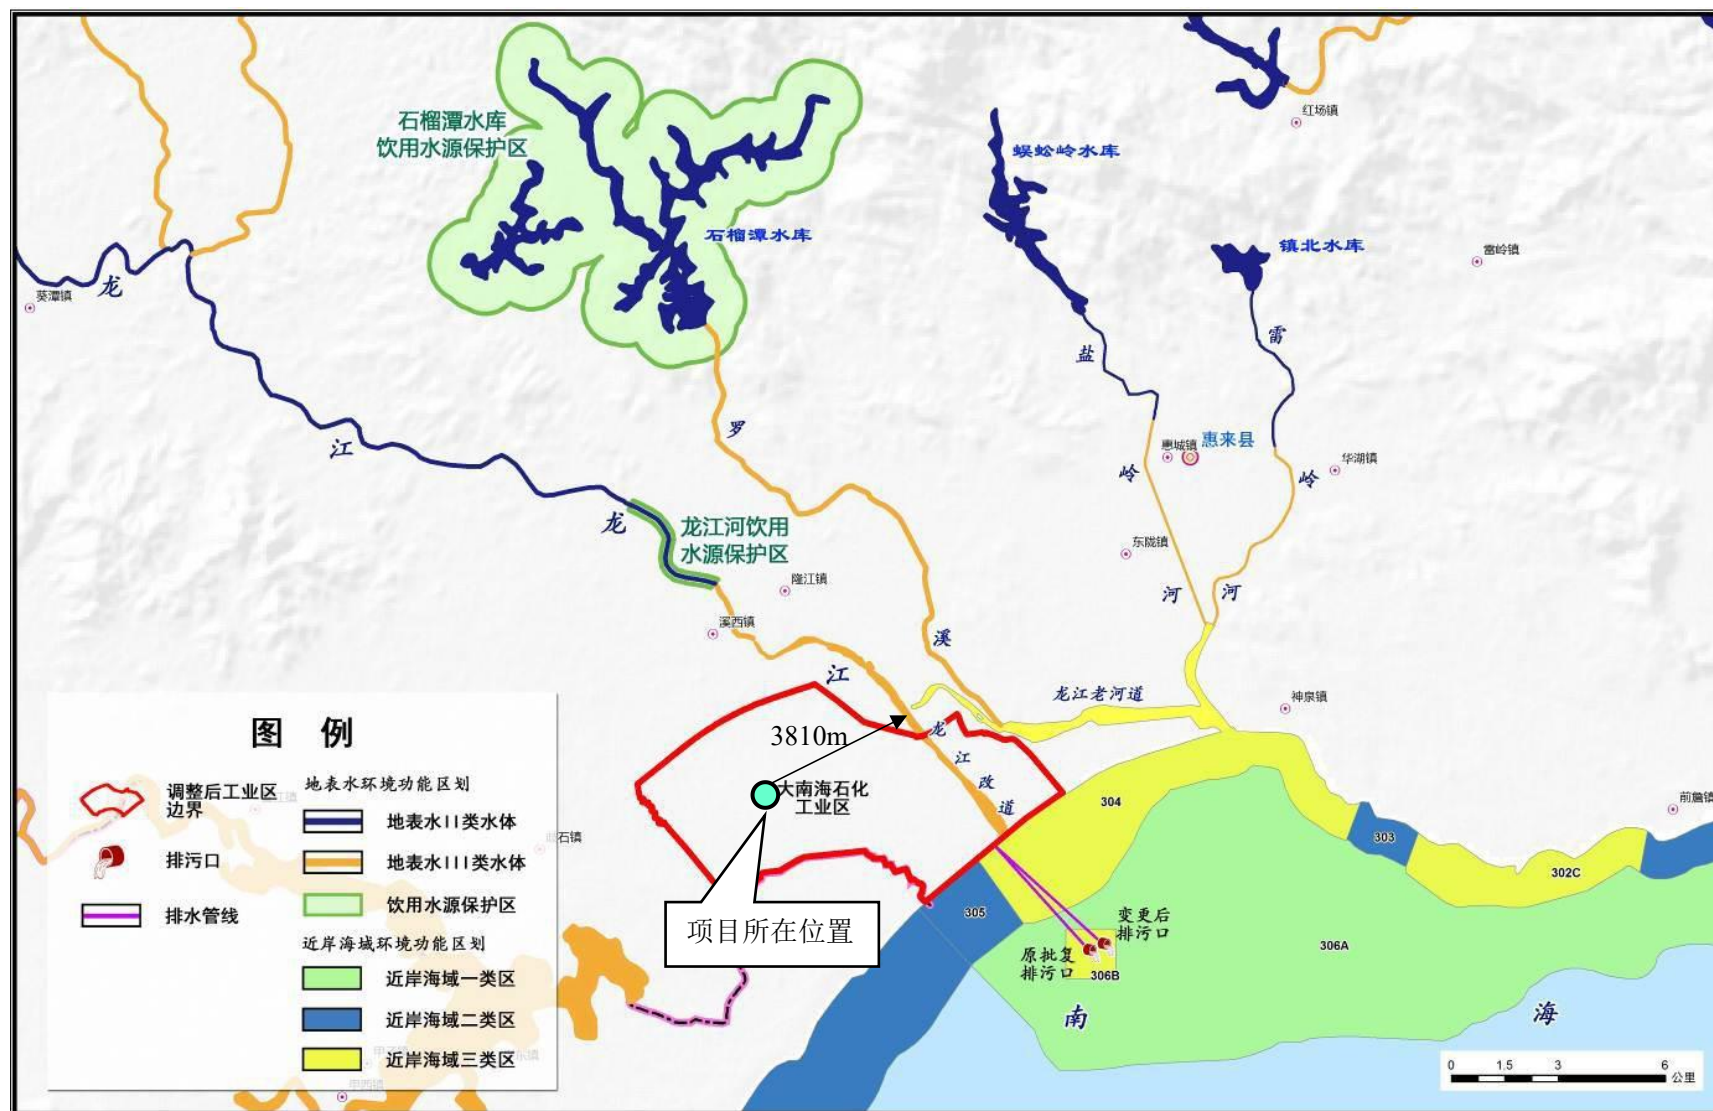 红场镇
石榴潭水库
饮用水源保护区
蜈蚣岭水库
石榴潭水库
镇北水库
雷岭镇
葵潭镇
龙
雷
盐
罗
江
惠城镇
惠来县
岭
岭
华湖镇
龙
龙江河饮用
水源保护区
东陇镇
隆江镇
河
河
溪西镇
溪
江
龙江老河道
神泉镇
3810m
龙
江
改
道
大南海石化
工业区
304
303
302C
前詹镇
岐石镇
305
306A
306B
项目所在位置
变更后
排污口
原批复
排污口
南
海
图 例
调整后工业区
边界
排污口
排水管线
地表水环境功能区划
地表水II类水体
地表水III类水体
饮用水源保护区
近岸海域环境功能区划
近岸海域一类区
近岸海域二类区
近岸海域三类区
甲西镇
0 1.5 3 6
公里